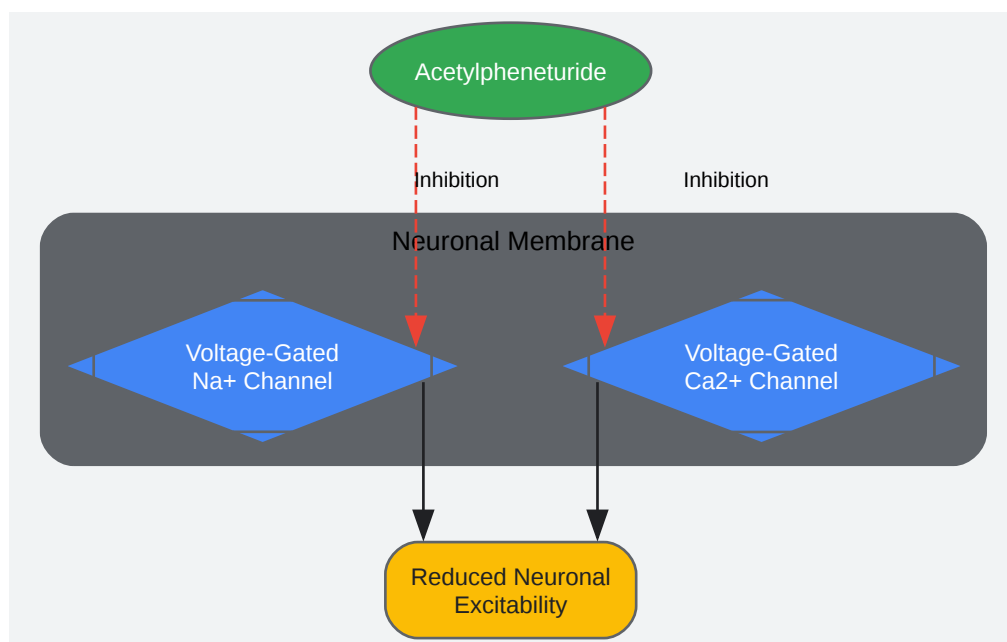 Acetylpheneturide
Inhibition
Inhibition
Neuronal Membrane
Voltage-Gated
Na+ Channel
Voltage-Gated
Ca2+ Channel
Reduced Neuronal
Excitability